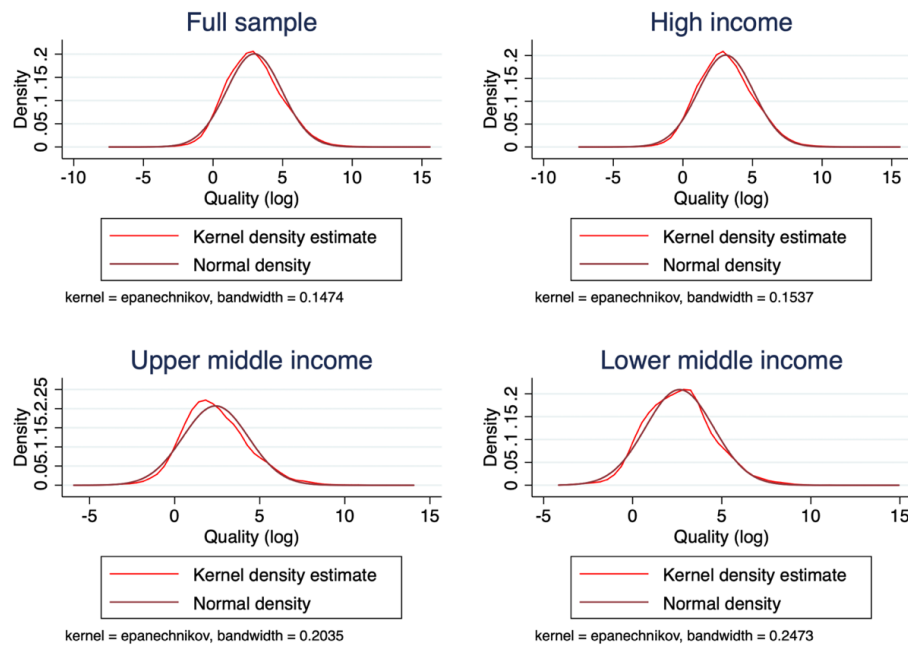 Full sample
Density
0 .05 .1 .15 .2
-10 -5 0 5 10 15
Quality (log)
Kernel density estimate
Normal density
kernel = epanechnikov, bandwidth = 0.1474
High income
Density
0 .05 .1 .15 .2
-10 -5 0 5 10 15
Quality (log)
Kernel density estimate
Normal density
kernel = epanechnikov, bandwidth = 0.1537
Upper middle income
Density
0 .05 .1 .15 .2 .25
-5 0 5 10 15
Quality (log)
Kernel density estimate
Normal density
kernel = epanechnikov, bandwidth = 0.2035
Lower middle income
Density
0 .05 .1 .15 .2
-5 0 5 10 15
Quality (log)
Kernel density estimate
Normal density
kernel = epanechnikov, bandwidth = 0.2473